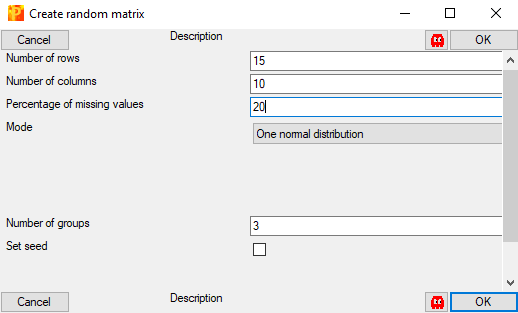 Create random matrix
Cancel Description OK
Number of rows 15
Number of columns 10
Percentage of missing values 20
Mode One normal distribution
Number of groups 3
Set seed
Cancel Description OK